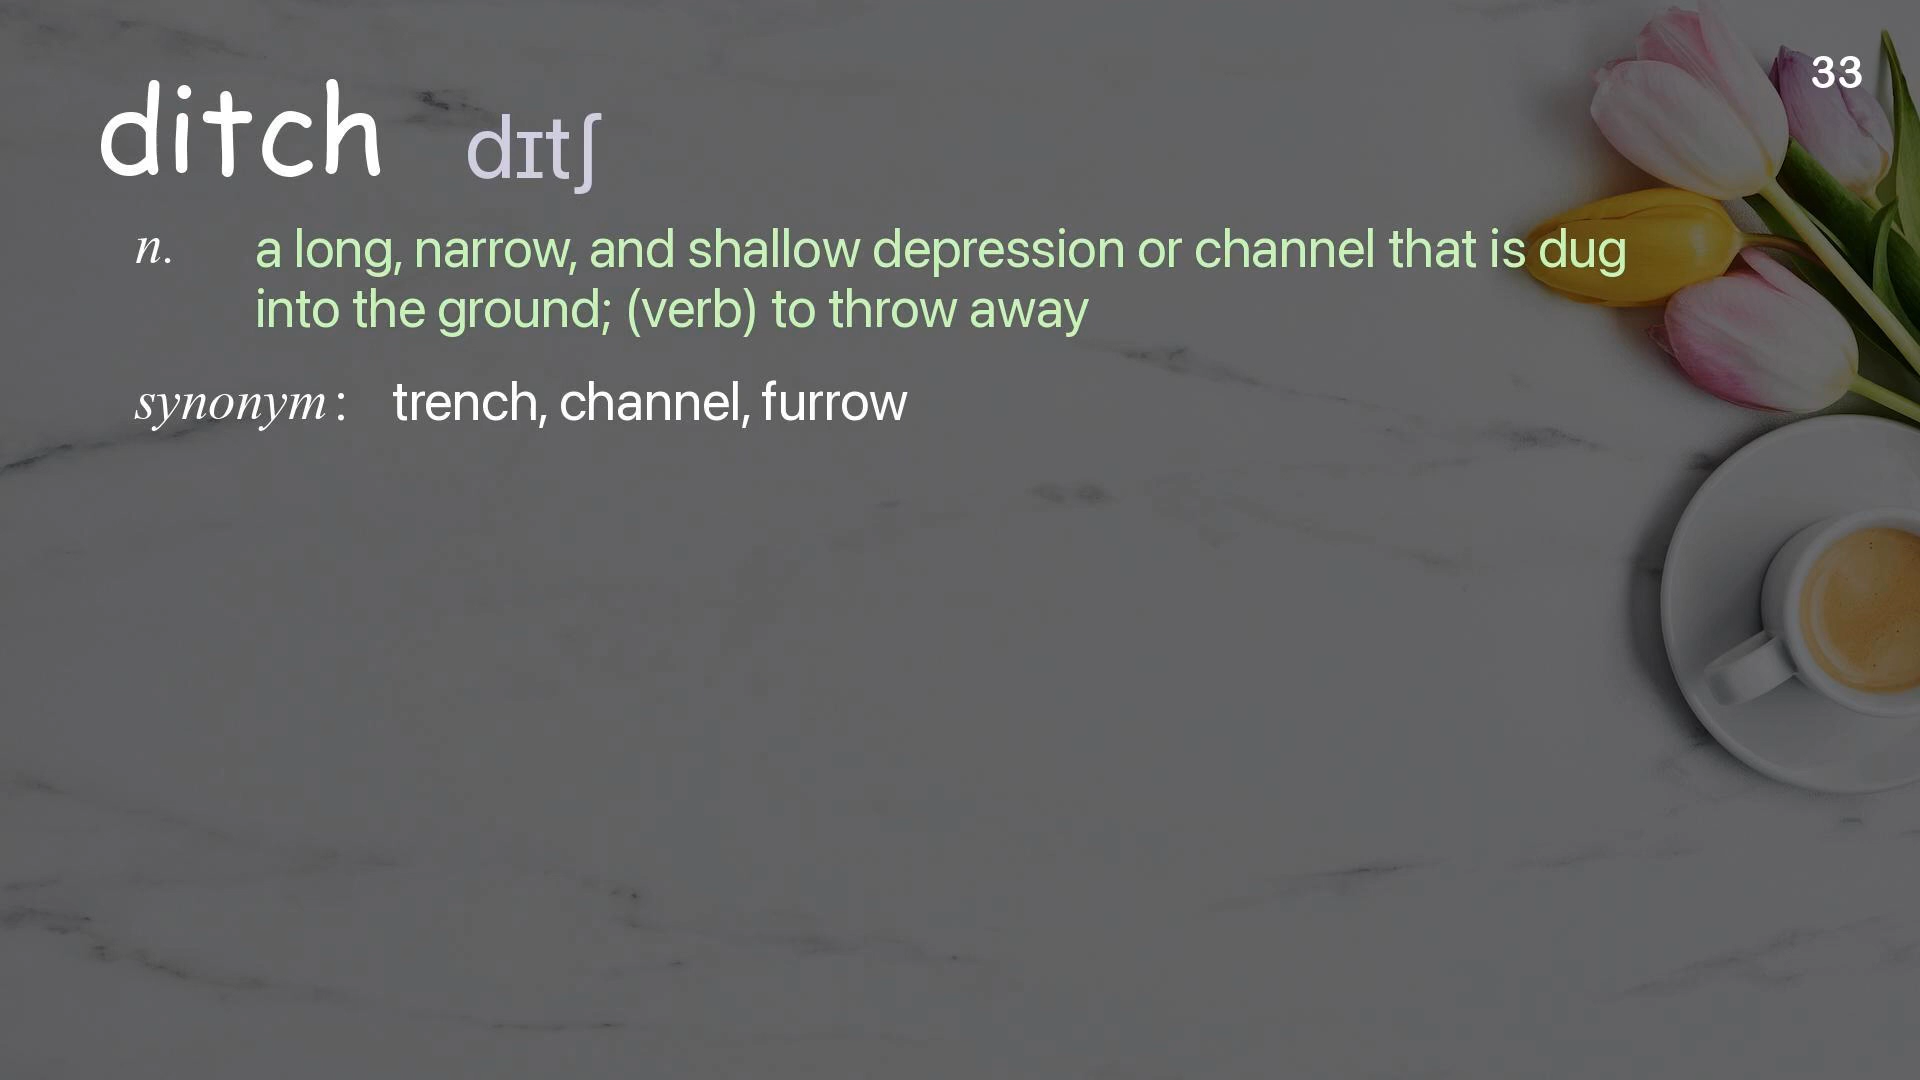 33
ditch dɪtʃ
n. a long, narrow, and shallow depression or channel that is dug
into the ground; (verb) to throw away
synonym: trench, channel, furrow